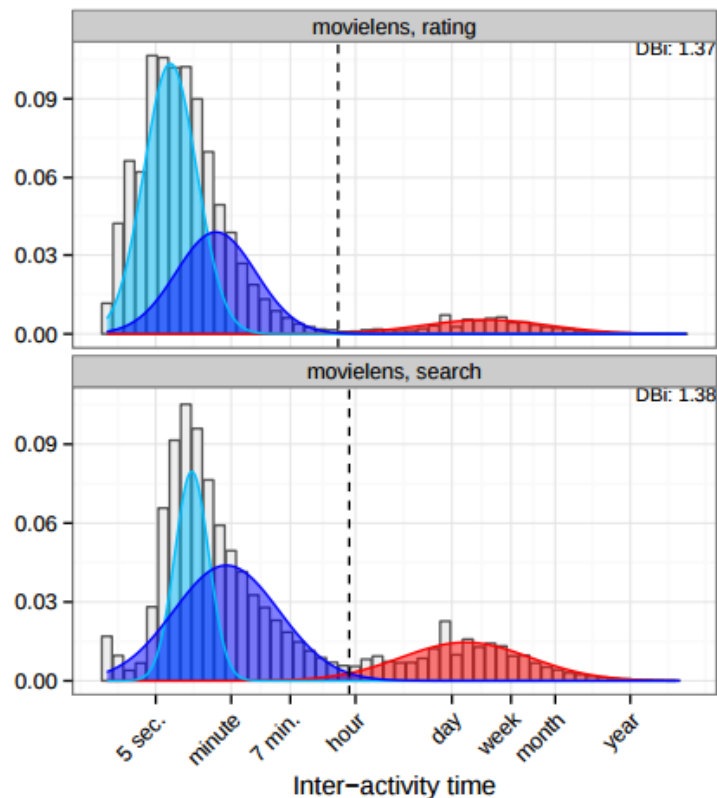 movielens, rating
DBi: 1.37
0.09
0.06
0.03
0.00
movielens, search
DBi: 1.38
0.09
0.06
0.03
0.00
5 sec.
minute
7 min.
hour
day
week
month
year
Inter−activity time